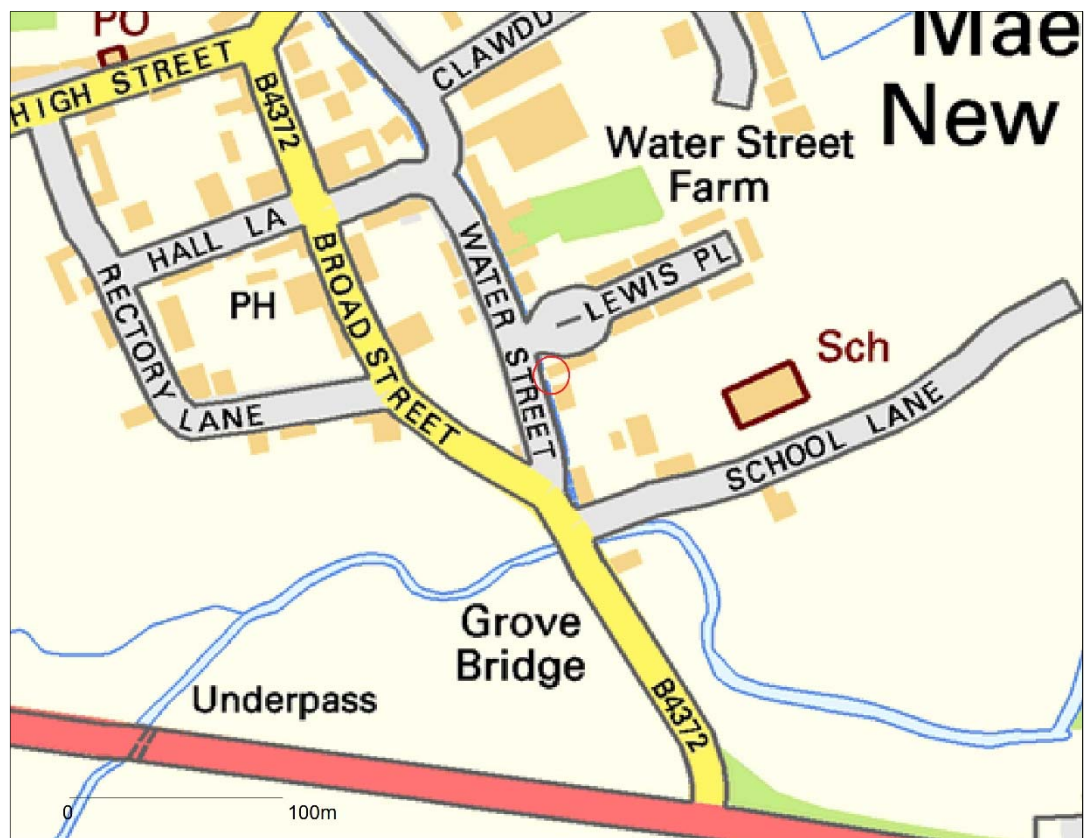 PO
HIGH STREET
B4372
CLAWDD
Mae
New
Water Street
Farm
HALL LA
WATER STREET
LEWIS PL
RECTORY LANE
PH
BROAD STREET
Sch
SCHOOL LANE
Grove
Bridge
Underpass
B4372
0 100m